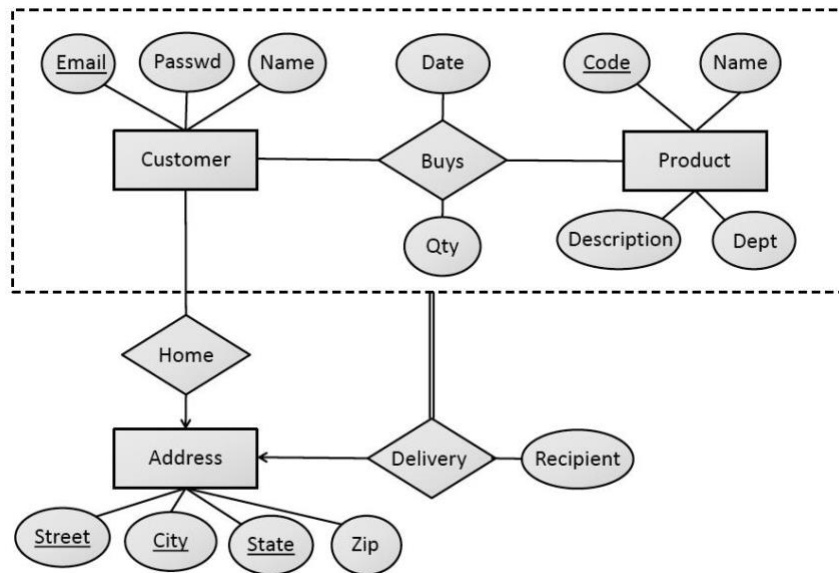 Email
Passwd
Name
Date
Code
Name
Customer
Buys
Product
Qty
Description
Dept
Home
Address
Delivery
Recipient
Street
City
State
Zip